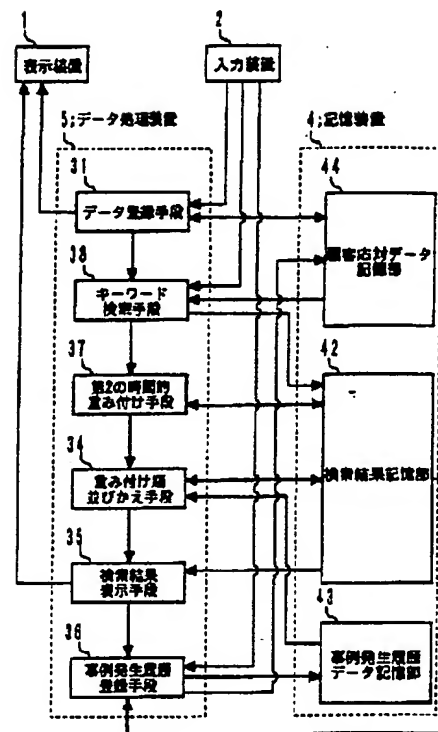 1
表示装置
2
入力装置
5;データ処理装置
4;記憶装置
31
データ登録手段
44
顧客応対データ
記憶部
38
キーワード
検索手段
42
検索結果記憶部
37
第2の時間的
重み付け手段
34
重み付け順
並びかえ手段
35
検索結果
表示手段
43
事例発生履歴
データ記憶部
36
事例発生履歴
登録手段